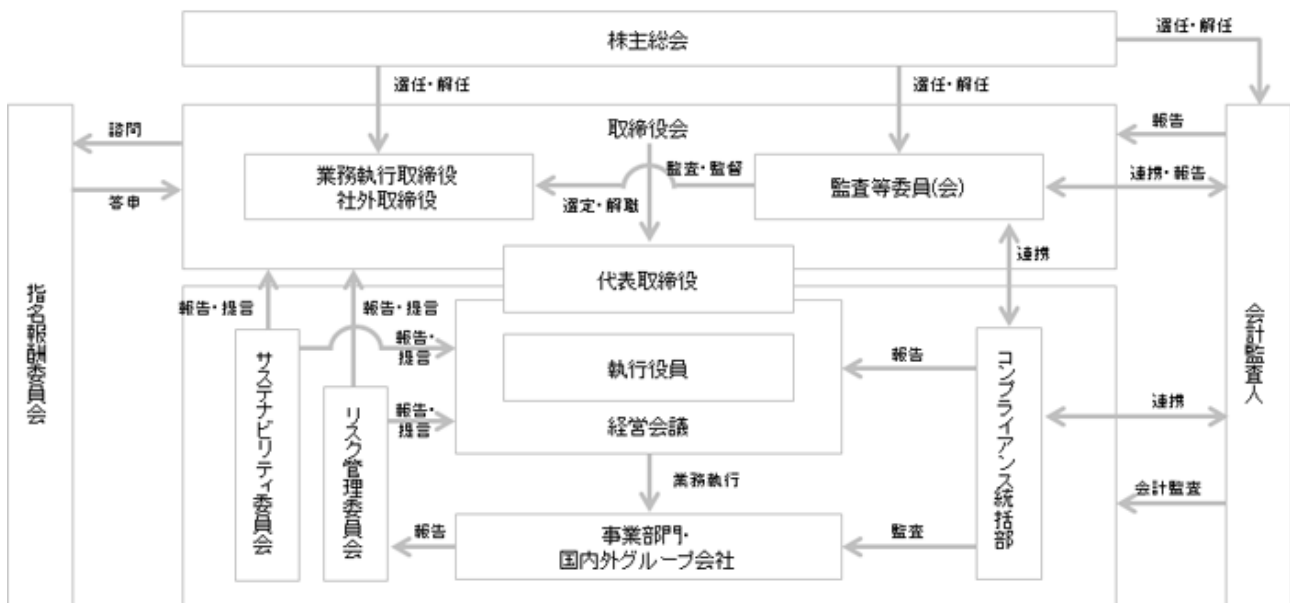 株主総会
選任・解任
選任・解任
選任・解任
取締役会
諮問
答申
報告
連携・報告
業務執行取締役
社外取締役
監査・監督
監査等委員(会)
選定・解職
連携
代表取締役
指名報酬委員会
会計監査人
報告・提言
報告・提言
報告・
提言
報告・
提言
サステナビリティ委員会
リスク管理委員会
執行役員
経営会議
報告
コンプライアンス統括部
連携
業務執行
会計監査
報告
事業部門・
国内外グループ会社
監査